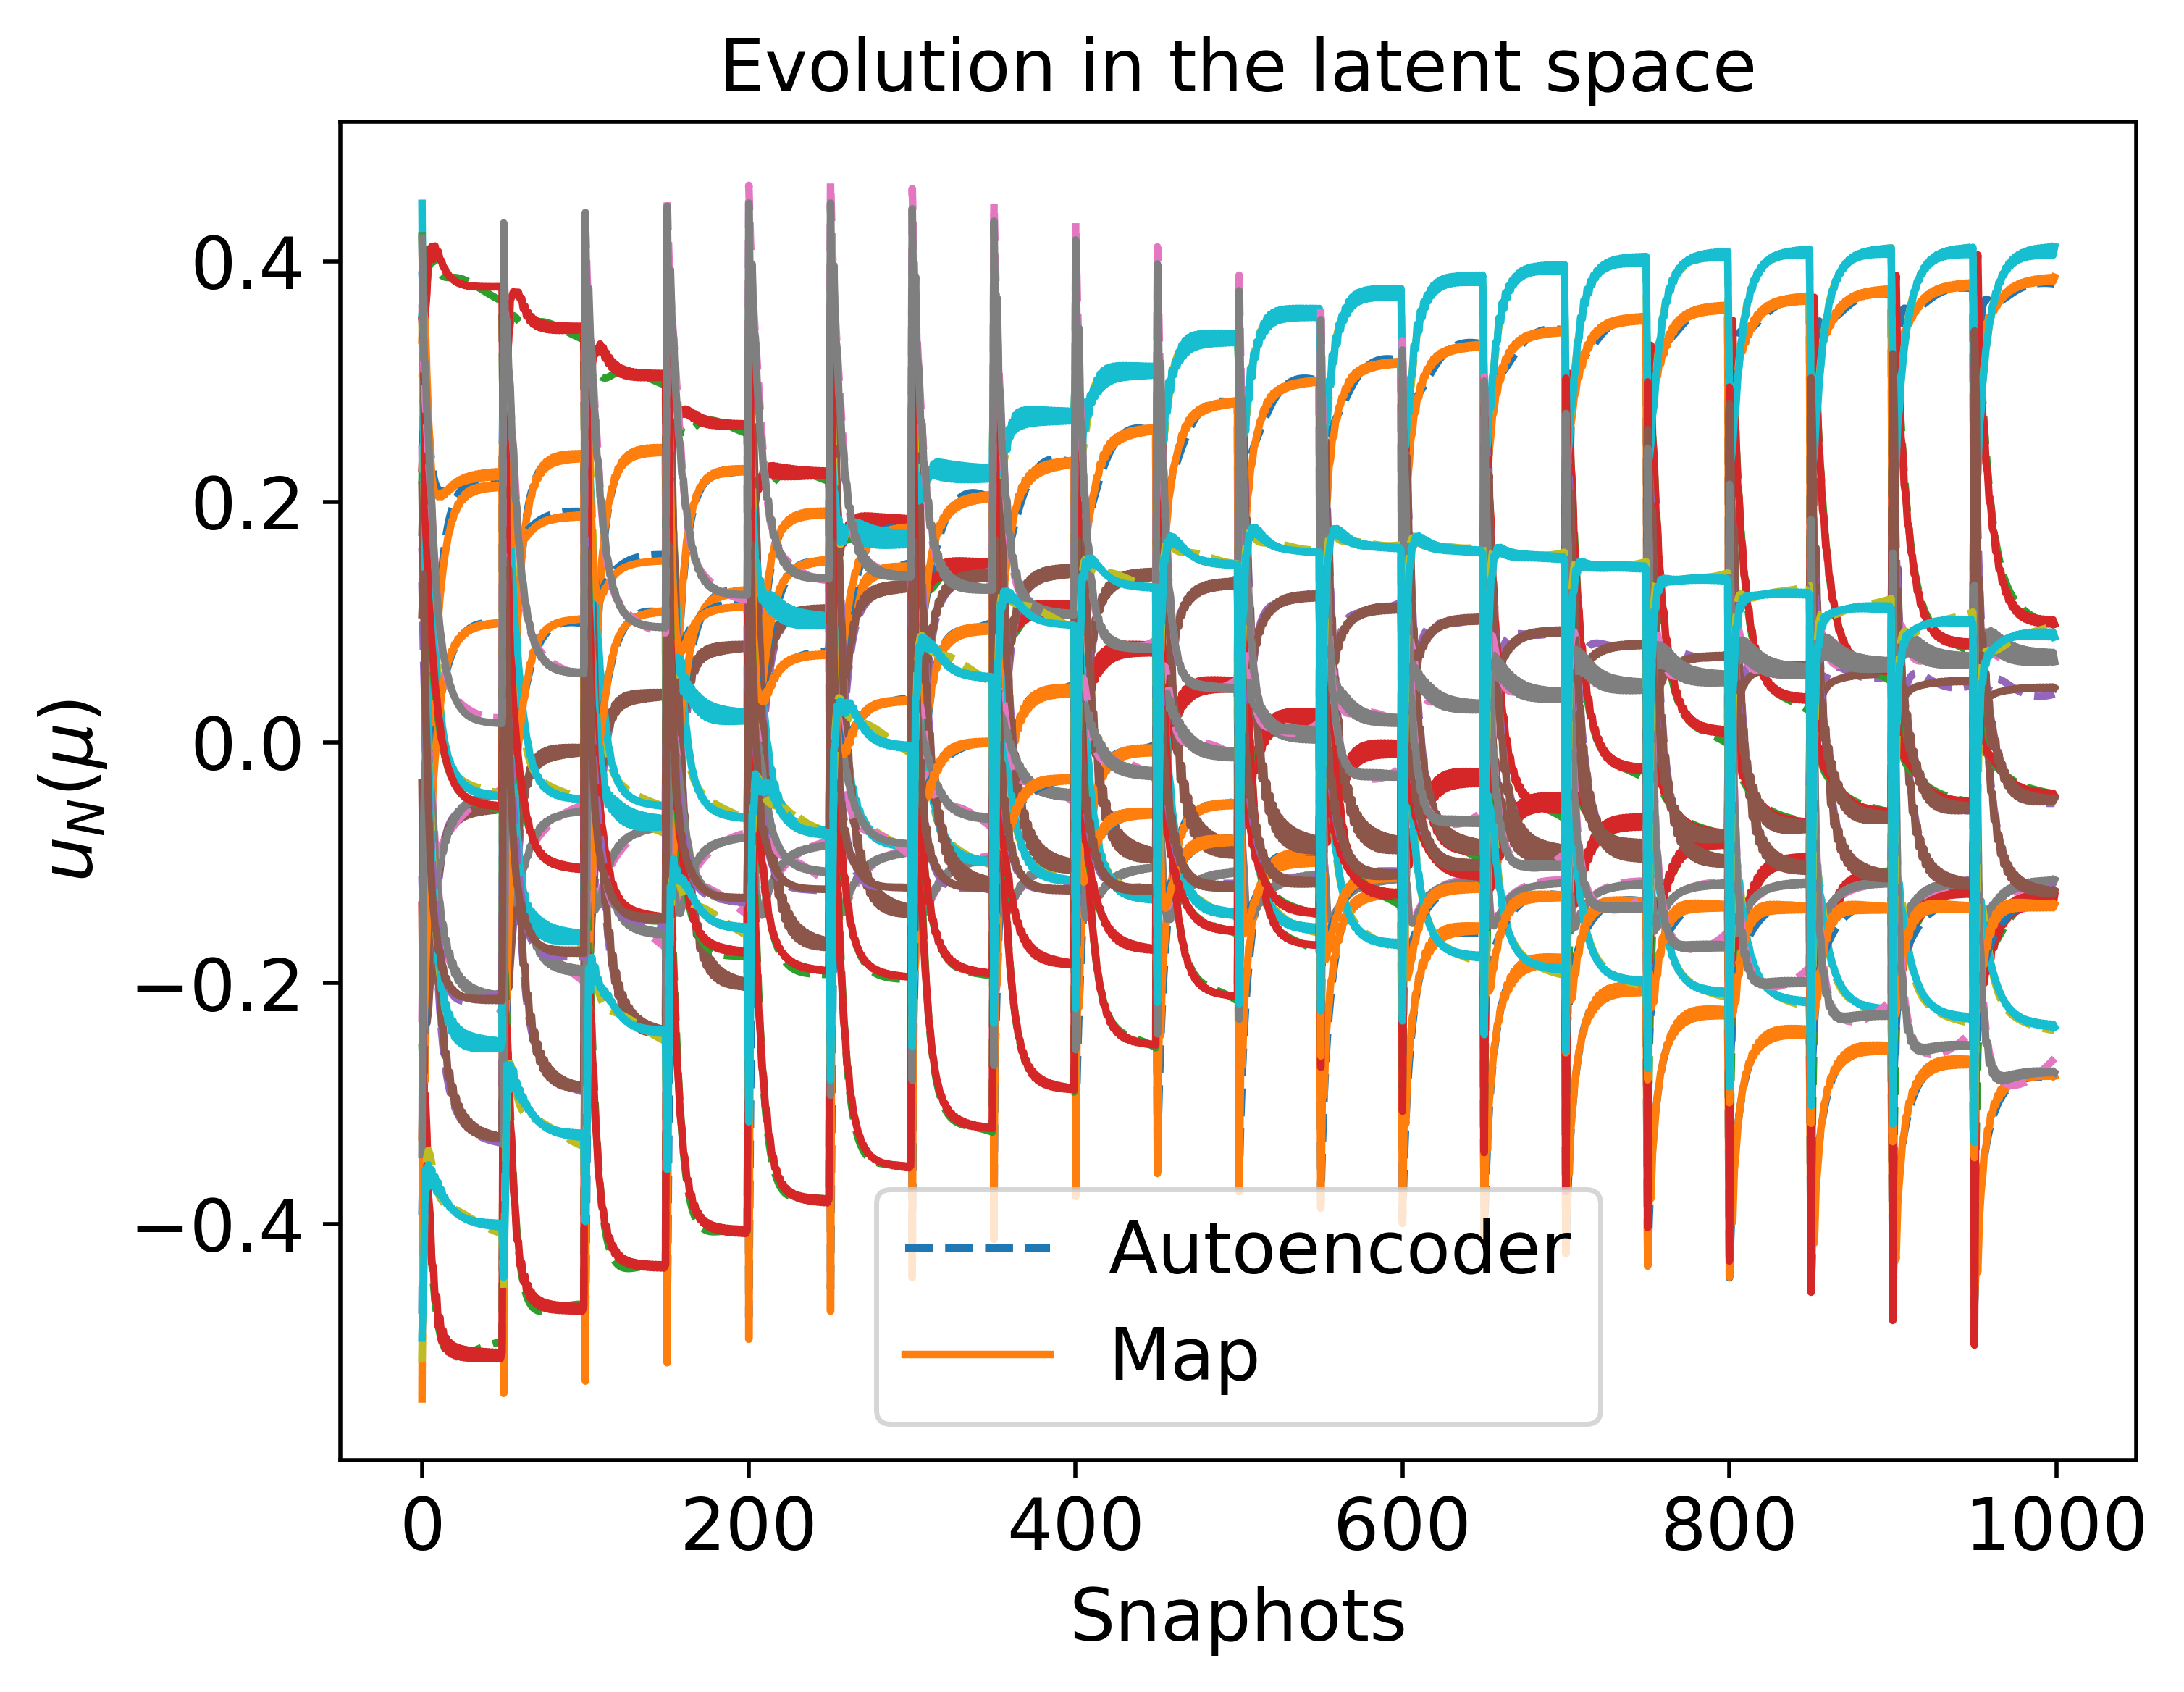 Evolution in the latent space
u_N(μ)
0.4
0.2
0.0
−0.2
−0.4
Autoencoder
Map
0 200 400 600 800 1000
Snaphots